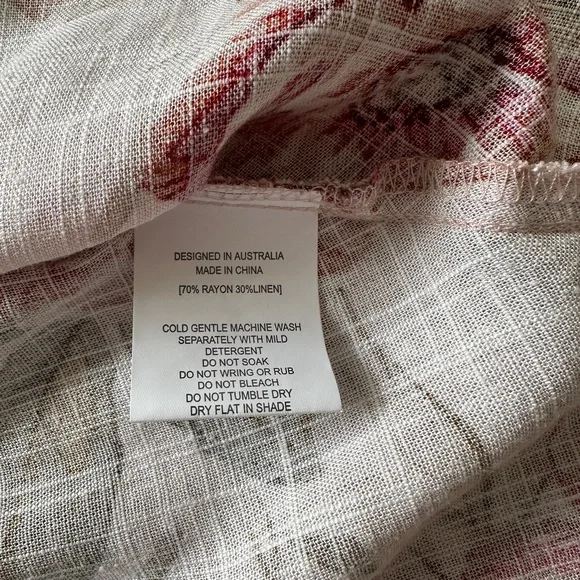 DESIGNED IN AUSTRALIA
MADE IN CHINA
[70% RAYON 30%LINEN]
COLD GENTLE MACHINE WASH
SEPARATELY WITH MILD
DETERGENT
DO NOT SOAK
DO NOT WRING OR RUB
DO NOT BLEACH
DO NOT TUMBLE DRY
DRY FLAT IN SHADE